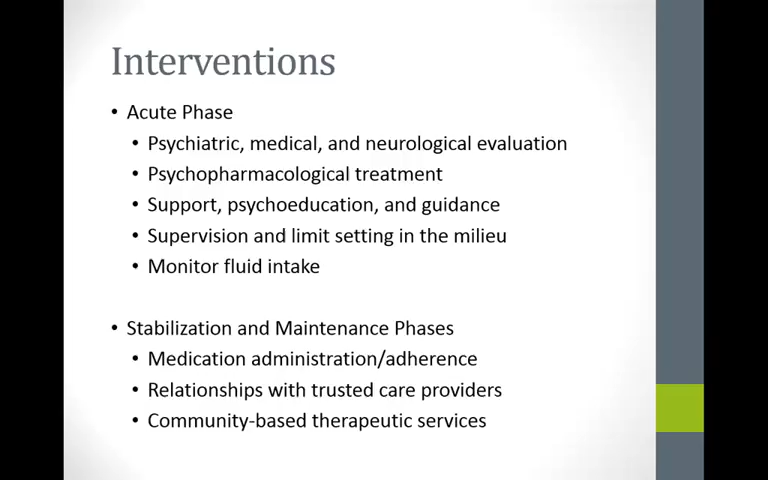 Interventions
• Acute Phase
• Psychiatric, medical, and neurological evaluation
• Psychopharmacological treatment
• Support, psychoeducation, and guidance
• Supervision and limit setting in the milieu
• Monitor fluid intake
• Stabilization and Maintenance Phases
• Medication administration/adherence
• Relationships with trusted care providers
• Community-based therapeutic services